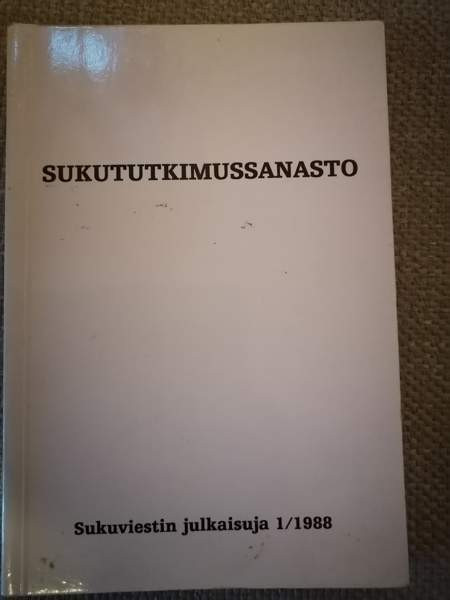 SUKUTUTKIMUSSANASTO
Sukuviestin julkaisuja 1/1988